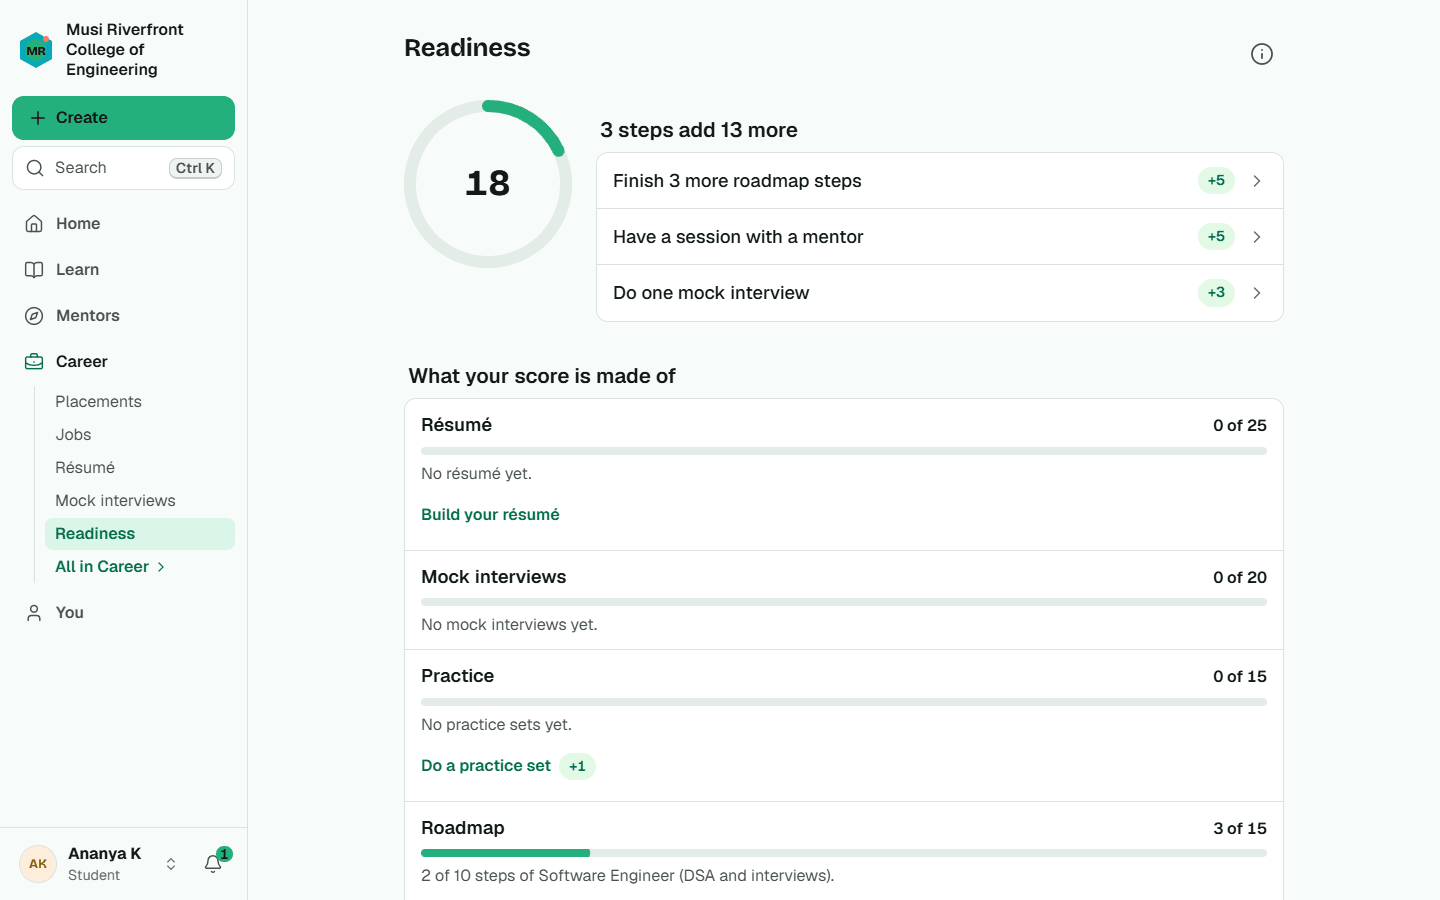 MR
Musi Riverfront
College of
Engineering
Create
Search
Ctrl K
Home
Learn
Mentors
Career
Placements
Jobs
Résumé
Mock interviews
Readiness
All in Career
You
AK
Ananya K
Student
1
Readiness
18
3 steps add 13 more
Finish 3 more roadmap steps
+5
Have a session with a mentor
+5
Do one mock interview
+3
What your score is made of
Résumé
0 of 25
No résumé yet.
Build your résumé
Mock interviews
0 of 20
No mock interviews yet.
Practice
0 of 15
No practice sets yet.
Do a practice set
+1
Roadmap
3 of 15
2 of 10 steps of Software Engineer (DSA and interviews).